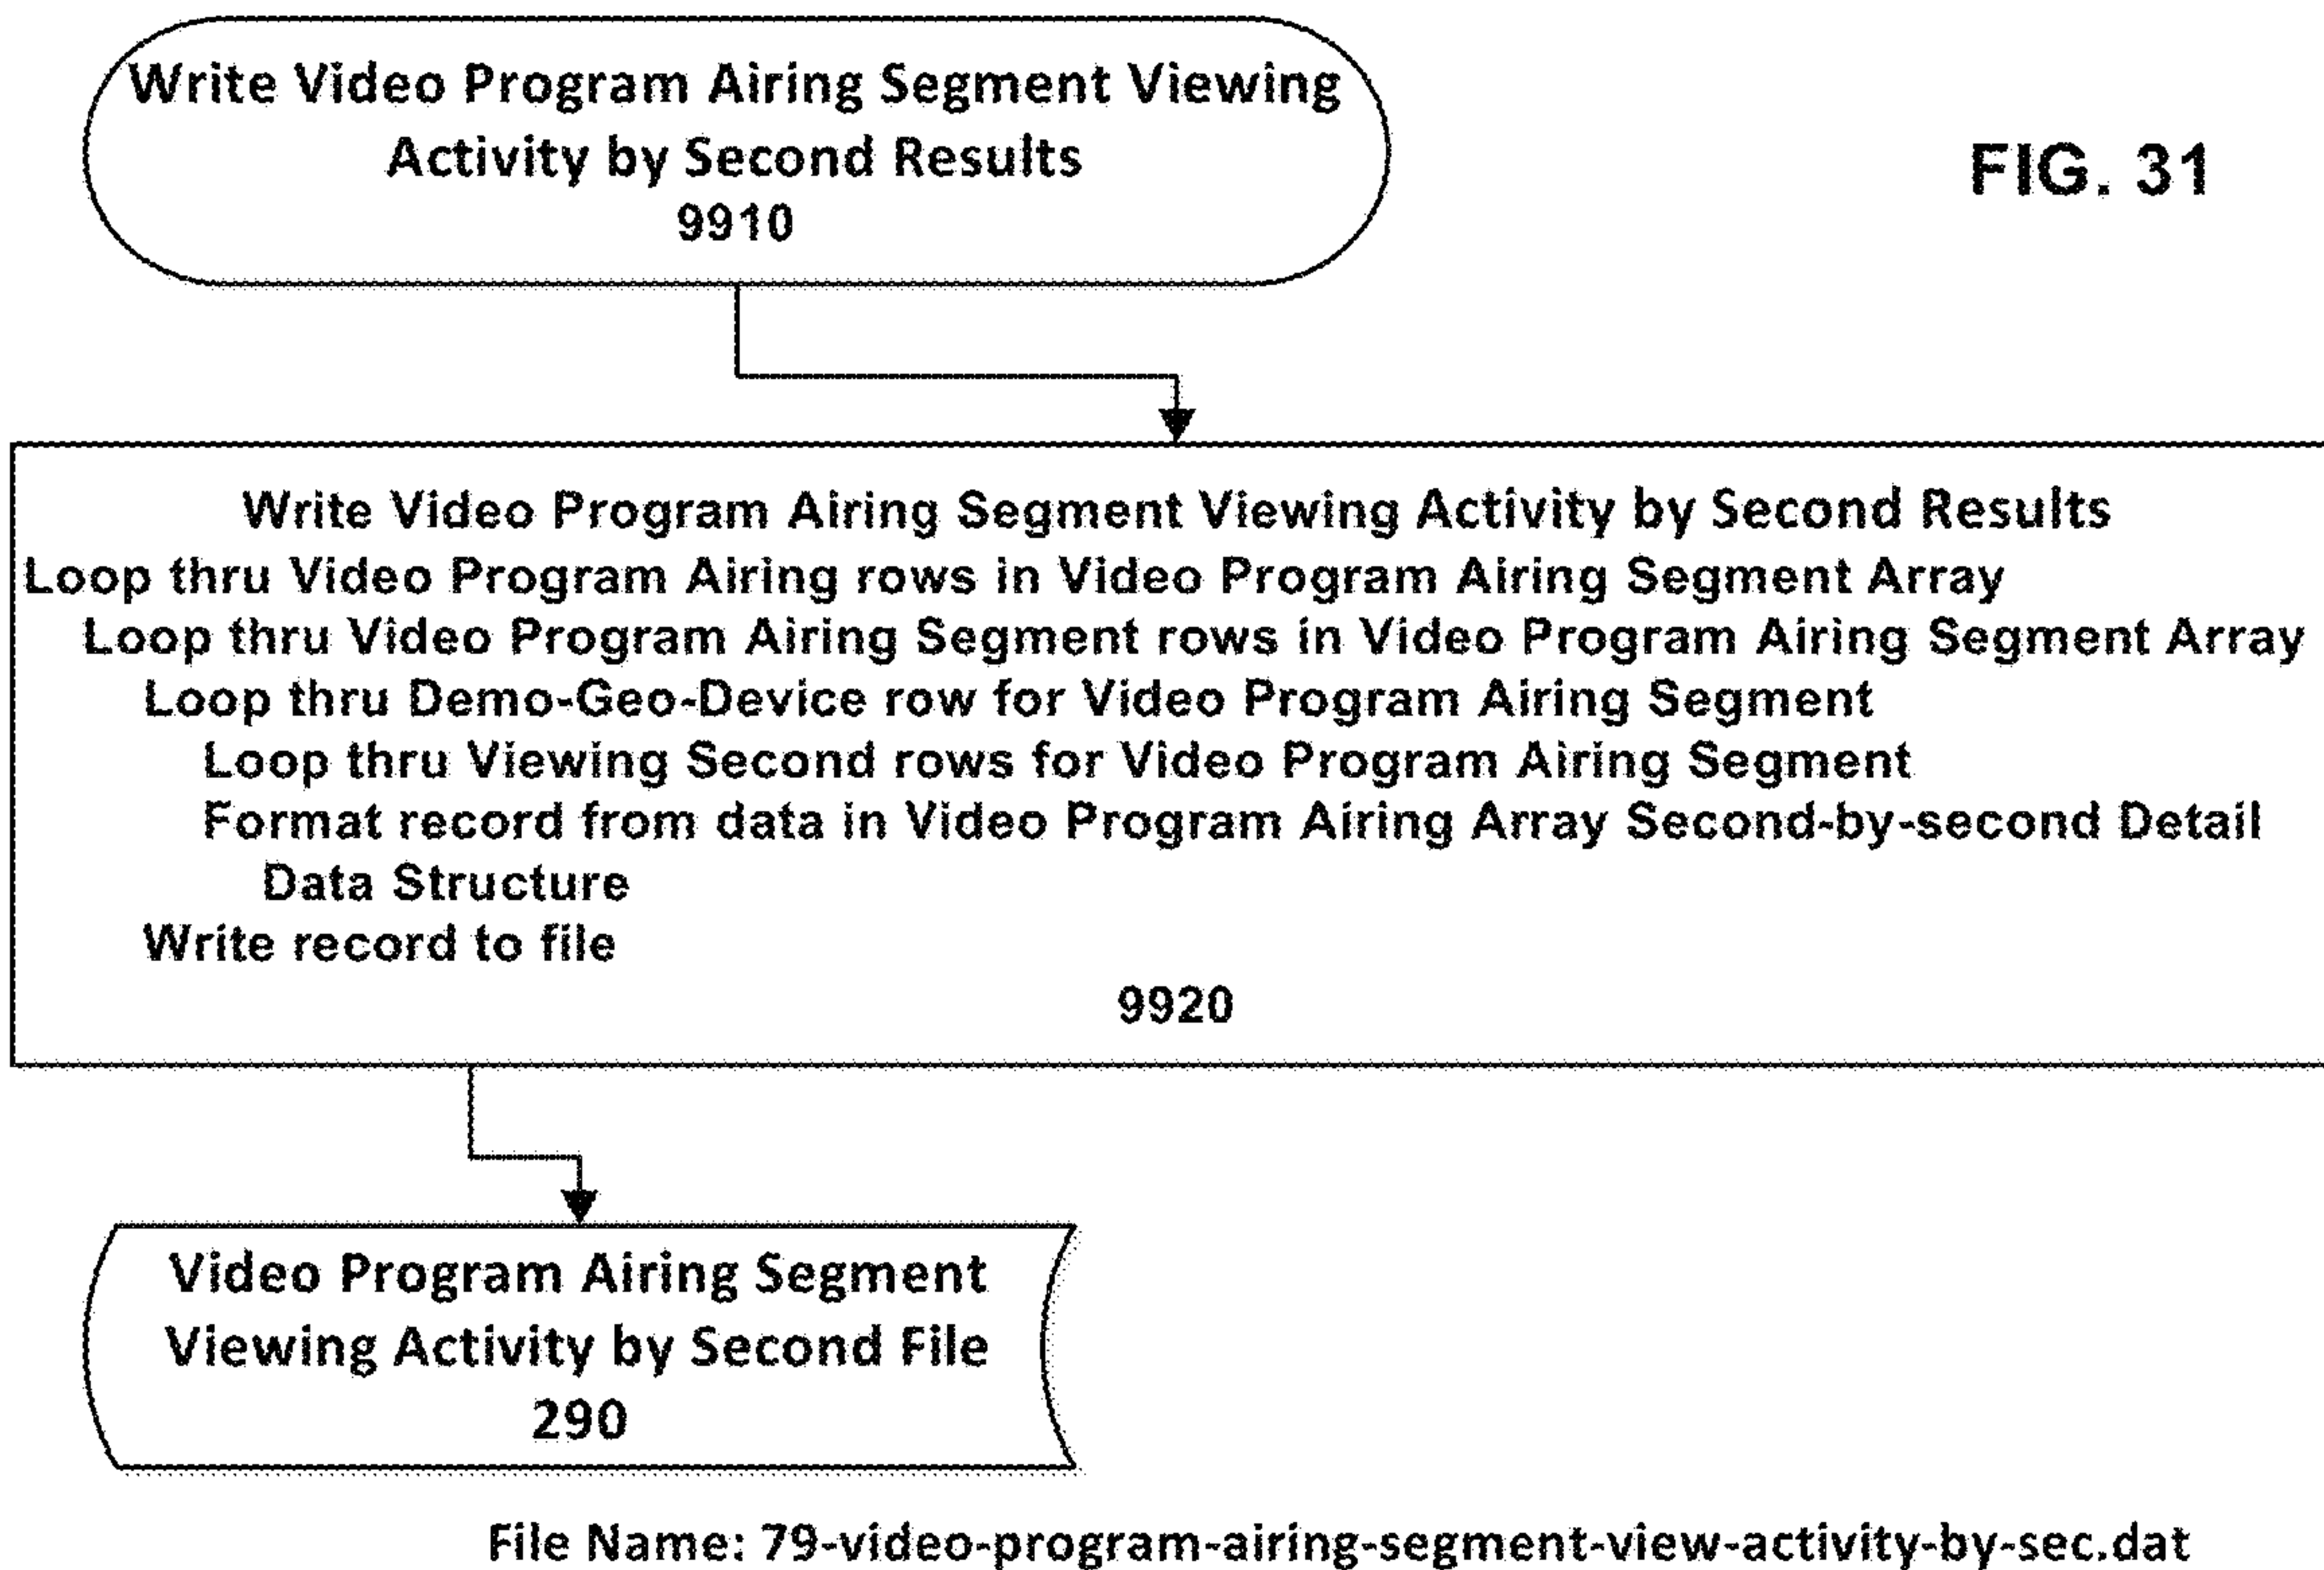 Write Video Program Airing Segment Viewing
Activity by Second Results
9910
FIG. 31
Write Video Program Airing Segment Viewing Activity by Second Results
Loop thru Video Program Airing rows in Video Program Airing Segment Array
Loop thru Video Program Airing Segment rows in Video Program Airing Segment Array
Loop thru Demo-Geo-Device row for Video Program Airing Segment
Loop thru Viewing Second rows for Video Program Airing Segment
Format record from data in Video Program Airing Array Second-by-second Detail
Data Structure
Write record to file
9920
Video Program Airing Segment
Viewing Activity by Second File
290
File Name: 79-video-program-airing-segment-view-activity-by-sec.dat